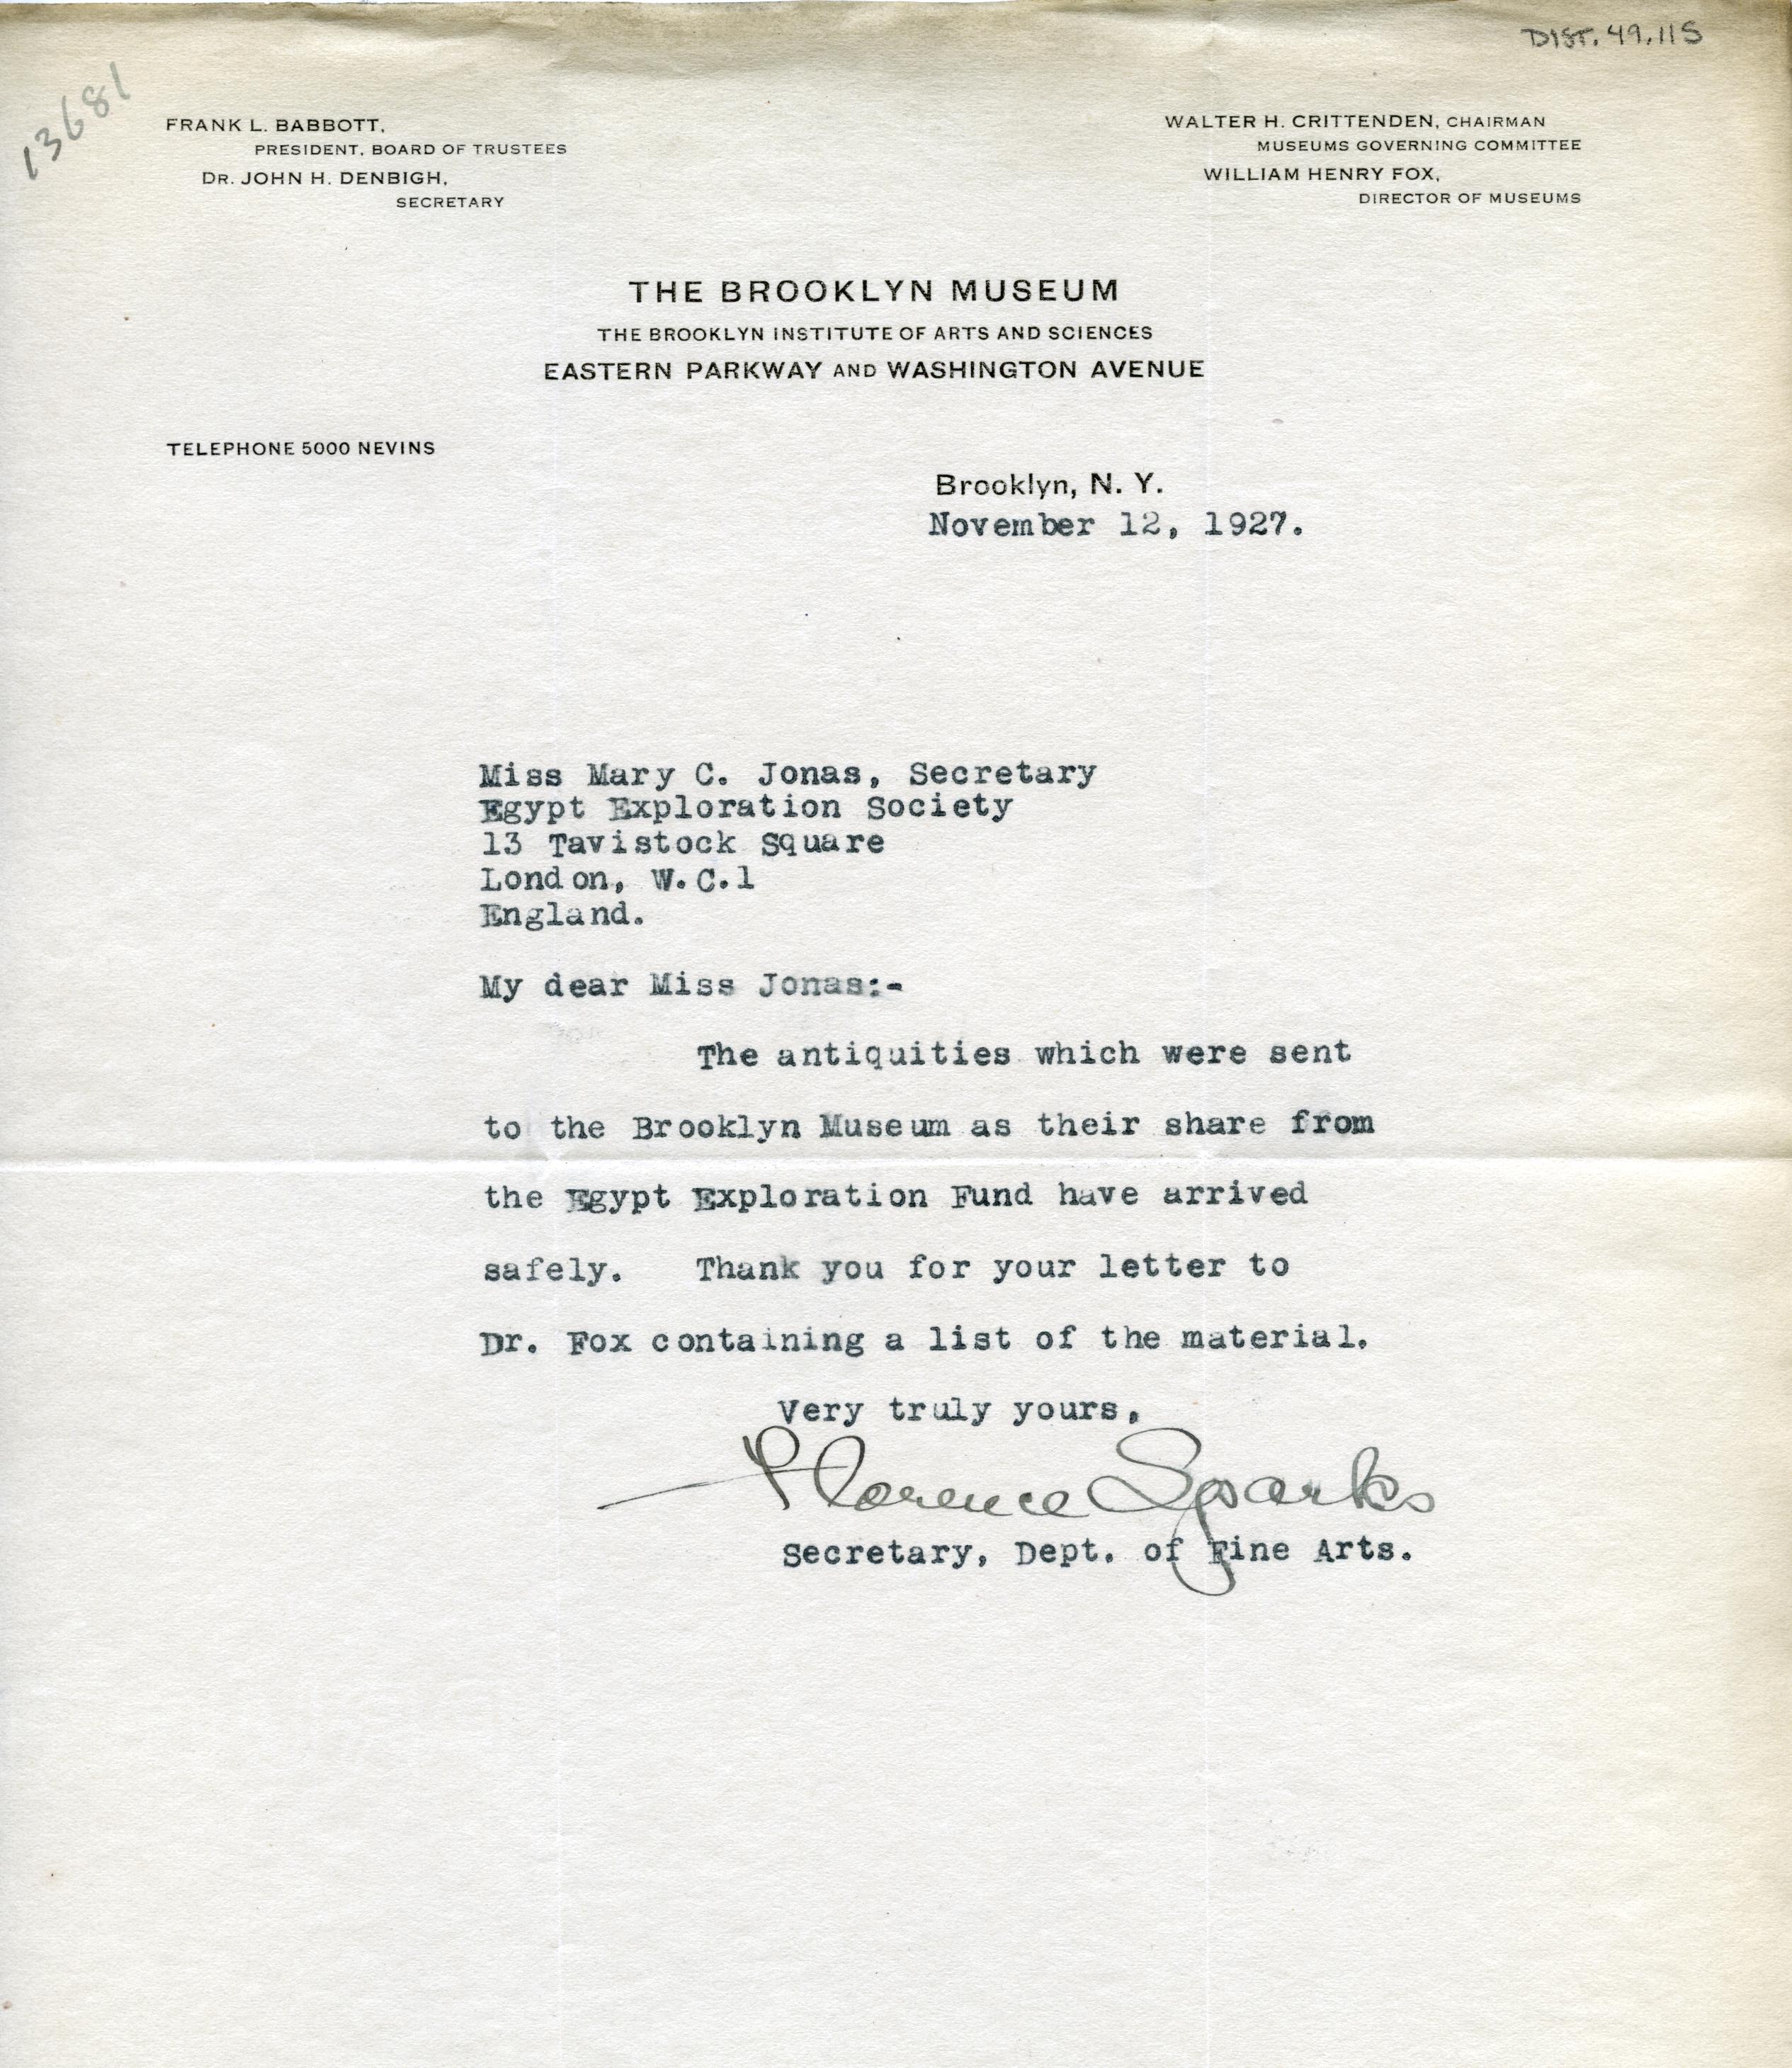 DIST. 49.115
13681
FRANK L. BABBOTT,
PRESIDENT, BOARD OF TRUSTEES
DR. JOHN H. DENBIGH,
SECRETARY
WALTER H. CRITTENDEN, CHAIRMAN
MUSEUMS GOVERNING COMMITTEE
WILLIAM HENRY FOX,
DIRECTOR OF MUSEUMS
THE BROOKLYN MUSEUM
THE BROOKLYN INSTITUTE OF ARTS AND SCIENCES
EASTERN PARKWAY AND WASHINGTON AVENUE
TELEPHONE 5000 NEVINS
Brooklyn, N. Y.
November 12, 1927.
Miss Mary C. Jonas, Secretary
Egypt Exploration Society
13 Tavistock Square
London, W.C.1
England.
My dear Miss Jonas:-
The antiquities which were sent
to the Brooklyn Museum as their share from
the Egypt Exploration Fund have arrived
safely. Thank you for your letter to
Dr. Fox containing a list of the material.
Very truly yours,
Florence Sparks
Secretary, Dept. of Fine Arts.